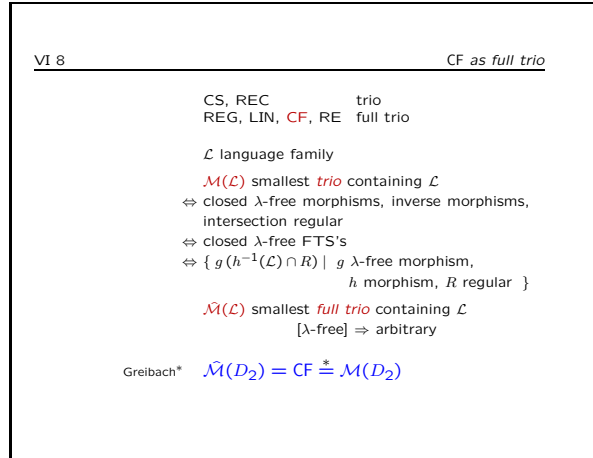 VI 8 CF as full trio
CS, REC trio
REG, LIN, CF, RE full trio
ℒ language family
ℳ(ℒ) smallest trio containing ℒ
⇔ closed λ-free morphisms, inverse morphisms,
intersection regular
⇔ closed λ-free FTS's
⇔ { g (h⁻¹(ℒ) ∩ R) | g λ-free morphism,
h morphism, R regular }
ℳ̂(ℒ) smallest full trio containing ℒ
[λ-free] ⇒ arbitrary
Greibach* ℳ̂(D₂) = CF =* ℳ(D₂)